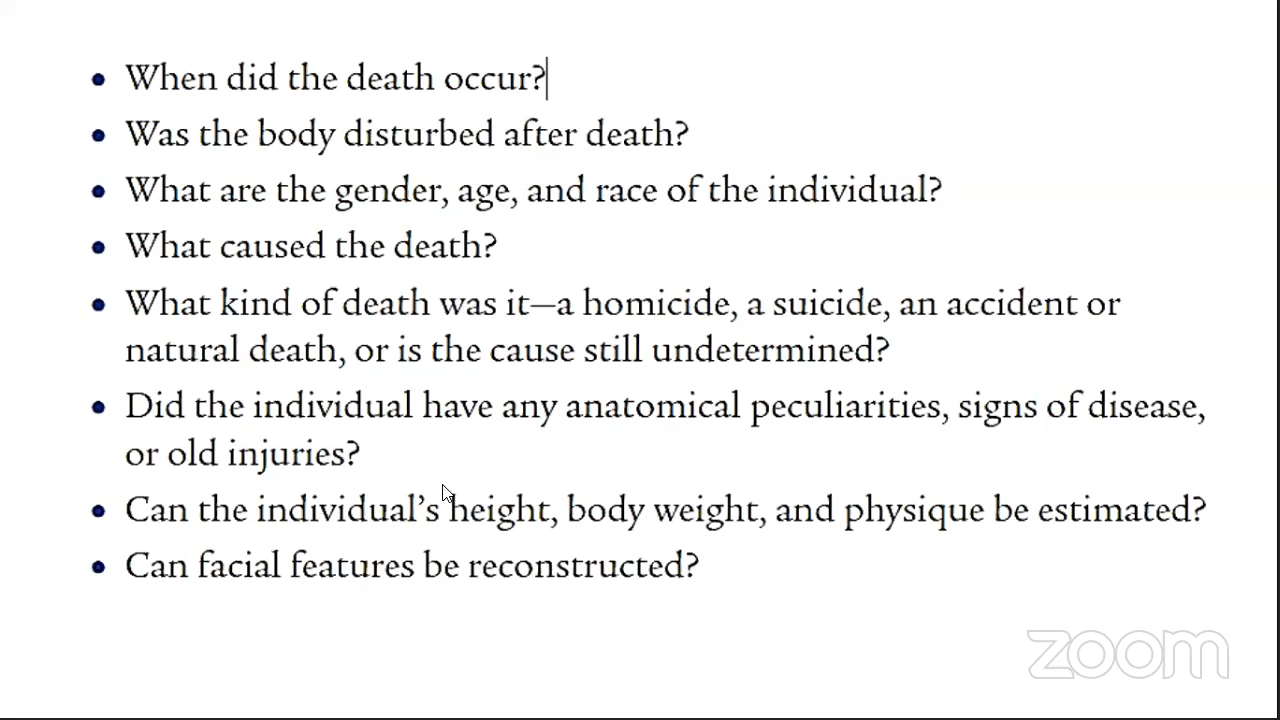 • When did the death occur?
• Was the body disturbed after death?
• What are the gender, age, and race of the individual?
• What caused the death?
• What kind of death was it—a homicide, a suicide, an accident or
natural death, or is the cause still undetermined?
• Did the individual have any anatomical peculiarities, signs of disease,
or old injuries?
• Can the individual’s height, body weight, and physique be estimated?
• Can facial features be reconstructed?
zoom